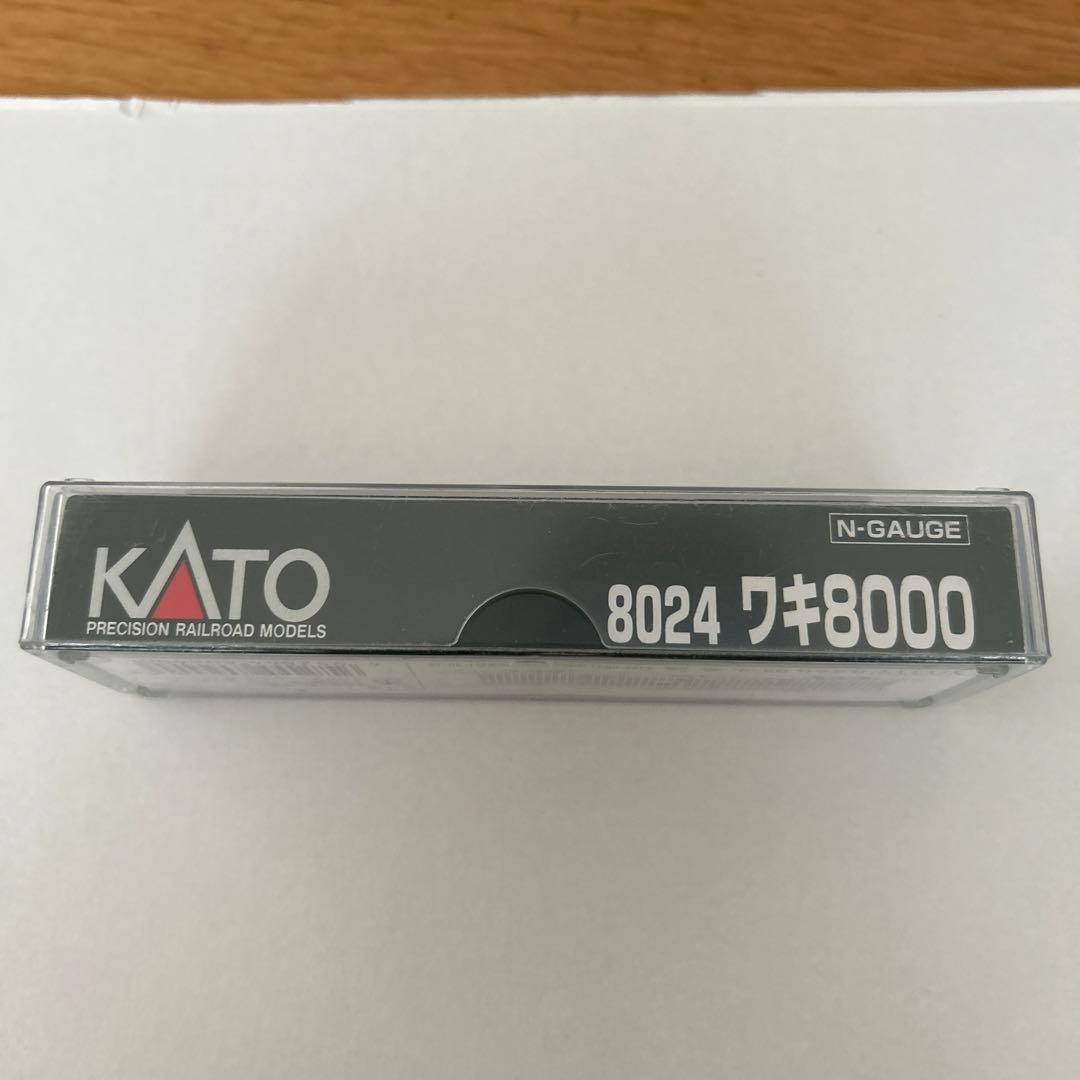 KATO
PRECISION RAILROAD MODELS
N-GAUGE
8024 ワキ8000